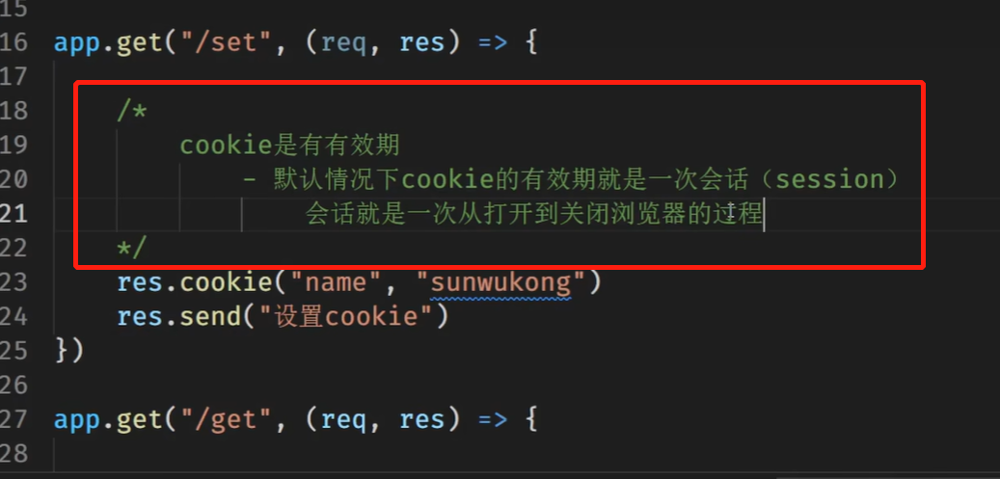 15
16 app.get("/set", (req, res) => {
17
18 /*
19 cookie是有有效期
20 - 默认情况下cookie的有效期就是一次会话（session）
21 会话就是一次从打开到关闭浏览器的过程
22 */
23 res.cookie("name", "sunwukong")
24 res.send("设置cookie")
25 })
26
27 app.get("/get", (req, res) => {
28